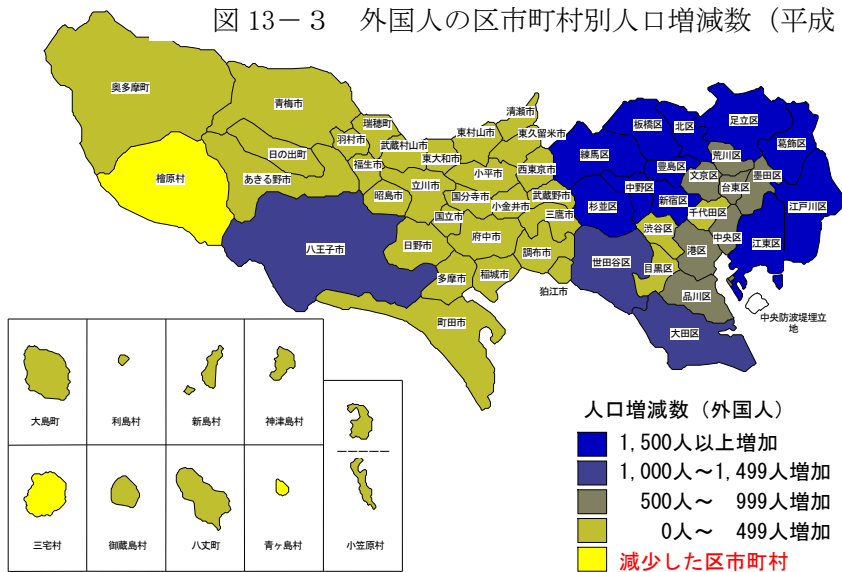 図 13－3　外国人の区市町村別人口増減数（平成
奥多摩町
青梅市
瑞穂町
羽村市
日の出町
福生市
武蔵村山市
東大和市
東村山市
清瀬市
東久留米市
檜原村
あきる野市
昭島市
立川市
小平市
西東京市
国分寺市
小金井市
武蔵野市
国立市
三鷹市
八王子市
日野市
府中市
調布市
多摩市
稲城市
狛江市
町田市
板橋区
北区
足立区
葛飾区
練馬区
豊島区
荒川区
文京区
墨田区
台東区
中野区
杉並区
新宿区
千代田区
江戸川区
渋谷区
中央区
江東区
世田谷区
目黒区
港区
品川区
大田区
中央防波堤埋立
地
大島町
利島村
新島村
神津島村
三宅村
御蔵島村
八丈町
青ヶ島村
小笠原村
人口増減数（外国人）
1,500人以上増加
1,000人～1,499人増加
500人～　999人増加
0人～　499人増加
減少した区市町村